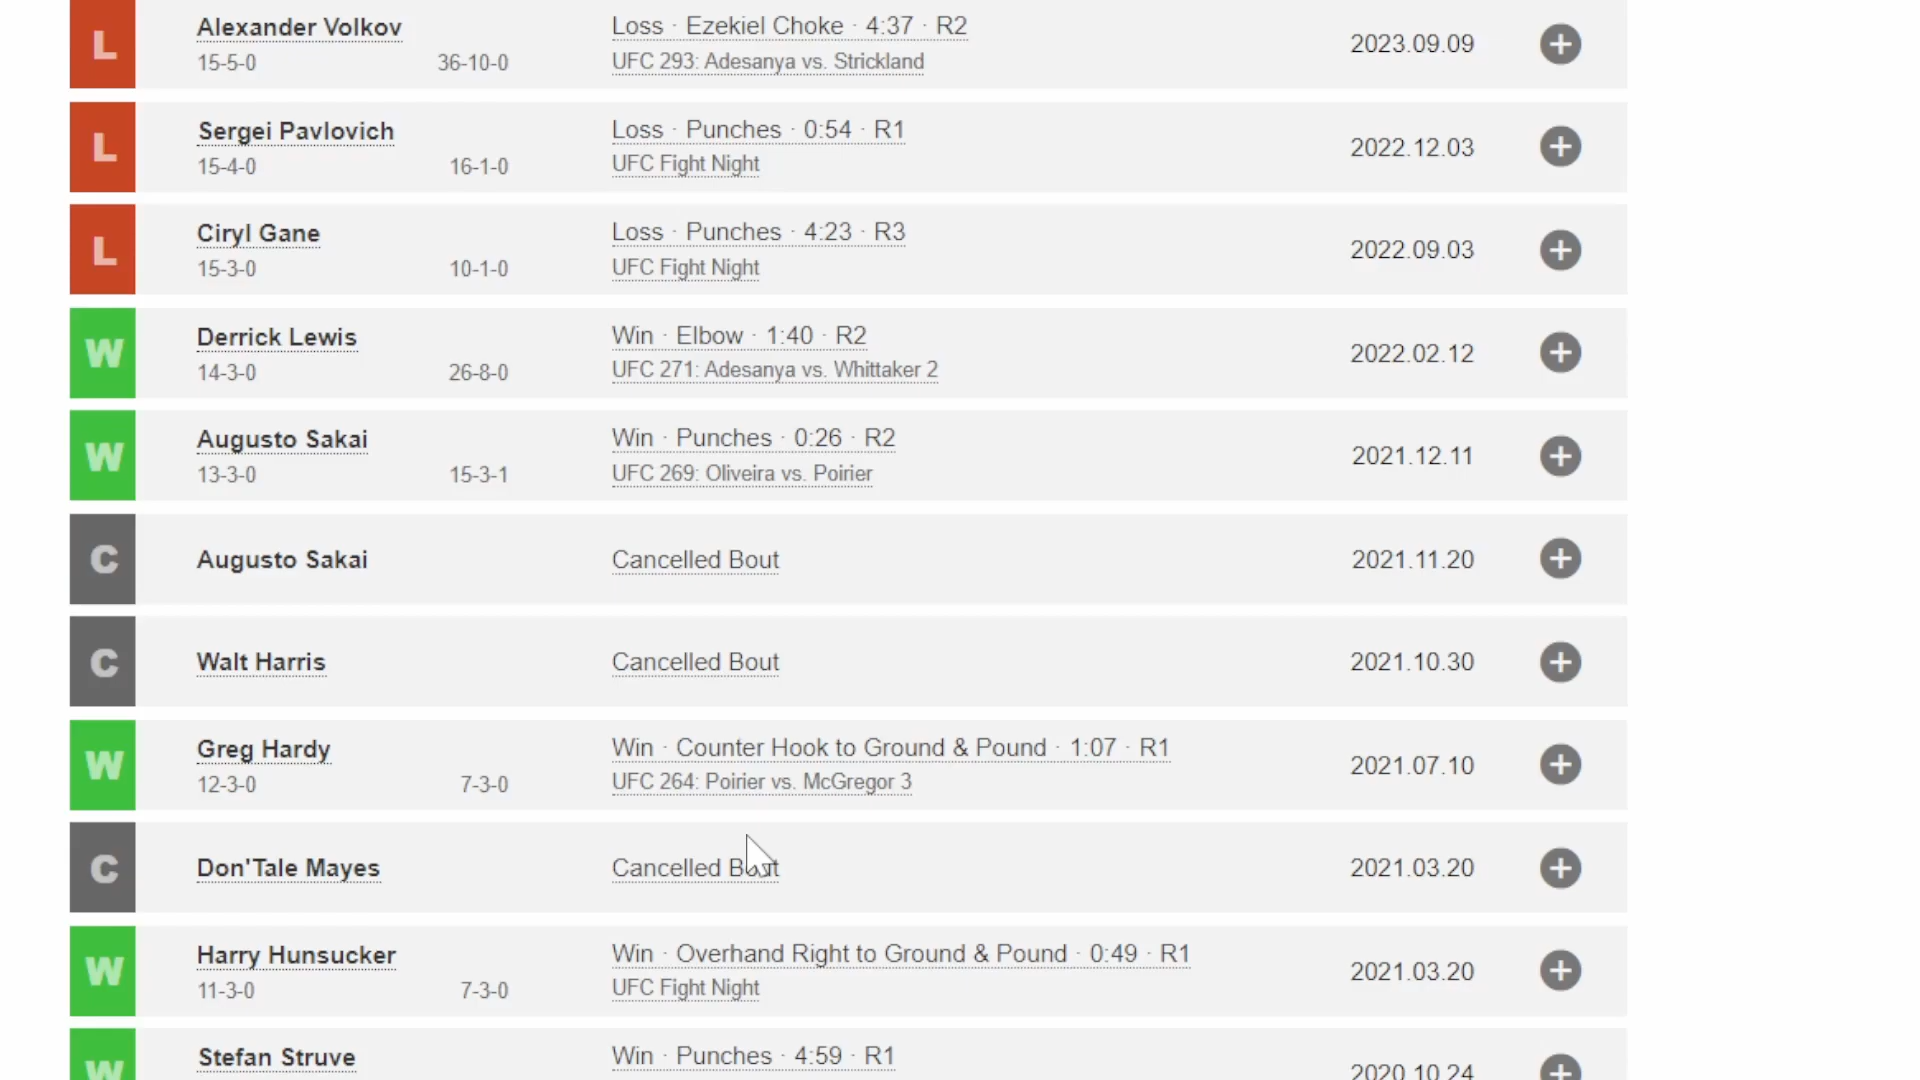 L
Alexander Volkov
15-5-0
36-10-0
Loss · Ezekiel Choke · 4:37 · R2
UFC 293: Adesanya vs. Strickland
2023.09.09
L
Sergei Pavlovich
15-4-0
16-1-0
Loss · Punches · 0:54 · R1
UFC Fight Night
2022.12.03
L
Ciryl Gane
15-3-0
10-1-0
Loss · Punches · 4:23 · R3
UFC Fight Night
2022.09.03
W
Derrick Lewis
14-3-0
26-8-0
Win · Elbow · 1:40 · R2
UFC 271: Adesanya vs. Whittaker 2
2022.02.12
W
Augusto Sakai
13-3-0
15-3-1
Win · Punches · 0:26 · R2
UFC 269: Oliveira vs. Poirier
2021.12.11
C
Augusto Sakai
Cancelled Bout
2021.11.20
C
Walt Harris
Cancelled Bout
2021.10.30
W
Greg Hardy
12-3-0
7-3-0
Win · Counter Hook to Ground & Pound · 1:07 · R1
UFC 264: Poirier vs. McGregor 3
2021.07.10
C
Don'Tale Mayes
Cancelled Bout
2021.03.20
W
Harry Hunsucker
11-3-0
7-3-0
Win · Overhand Right to Ground & Pound · 0:49 · R1
UFC Fight Night
2021.03.20
W
Stefan Struve
Win · Punches · 4:59 · R1
2020.10.24